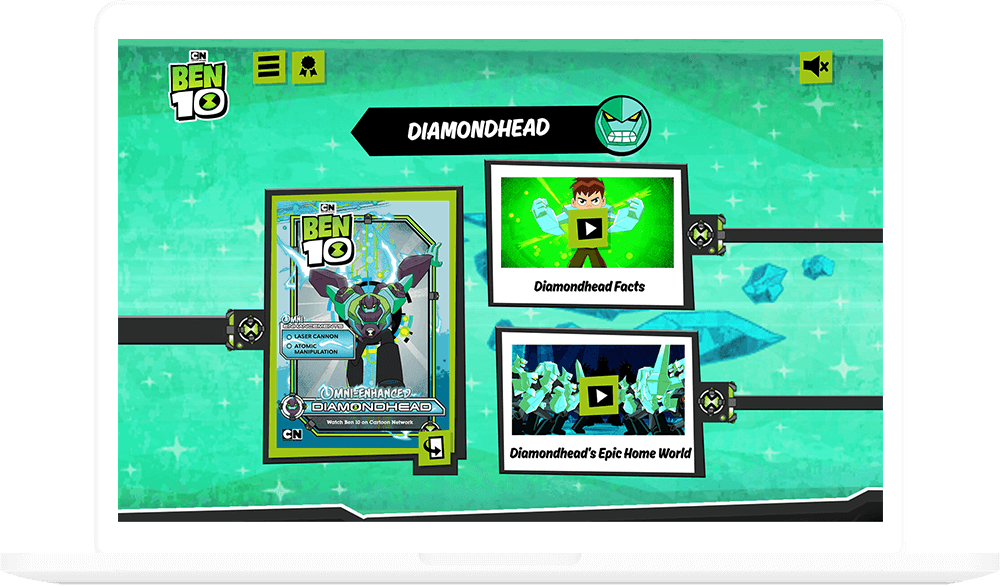 CN
BEN
10
DIAMONDHEAD
CN
BEN
10
OMNI
ENHANCEMENTS
LASER CANNON
ATOMIC
MANIPULATION
OMNI-ENHANCED
DIAMONDHEAD
Watch Ben 10 on Cartoon Network
CN
Diamondhead Facts
Diamondhead's Epic Home World